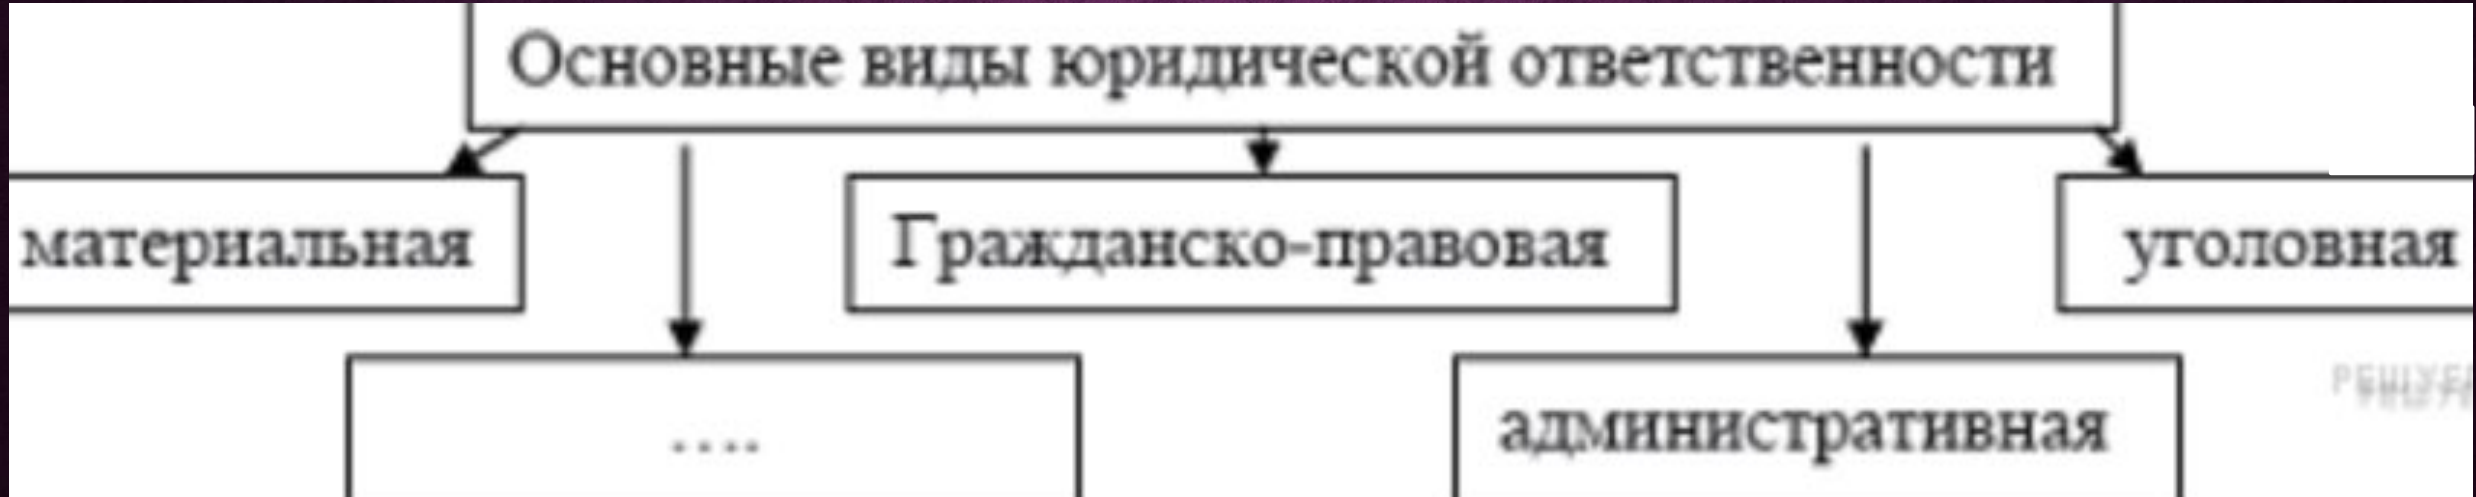 Основные виды юридической ответственности
материальная
Гражданско-правовая
уголовная
....
административная